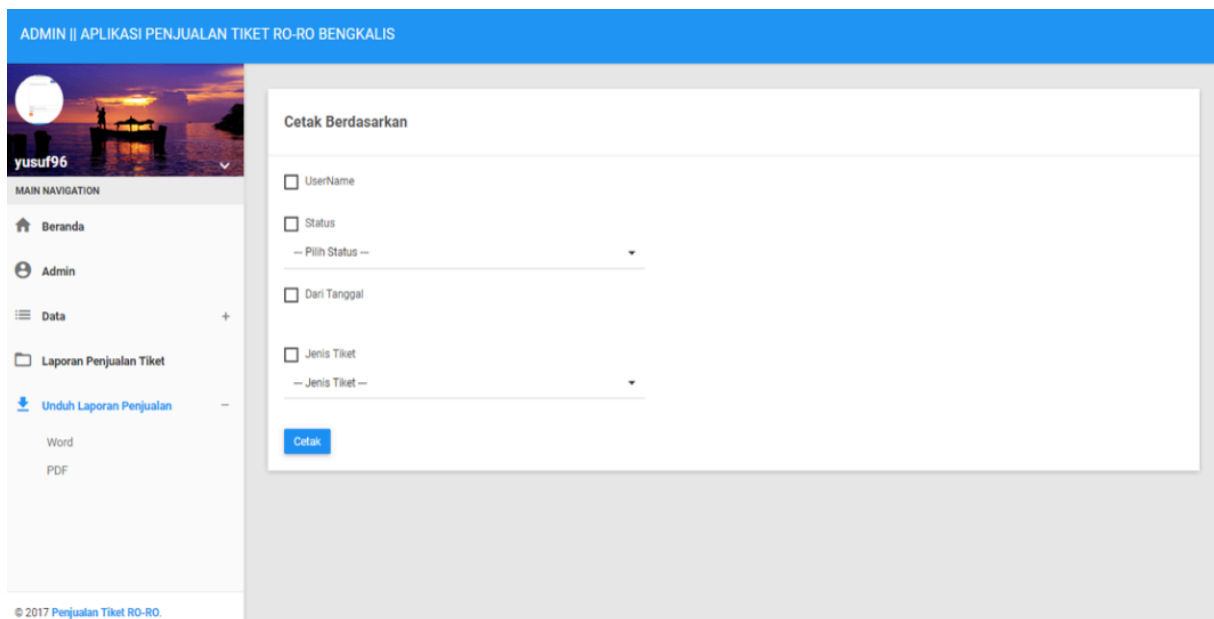 ADMIN || APLIKASI PENJUALAN TIKET RO-RO BENGKALIS
yusuf96
MAIN NAVIGATION
Beranda
Admin
Data
Laporan Penjualan Tiket
Unduh Laporan Penjualan
Word
PDF
© 2017 Penjualan Tiket RO-RO.
Cetak Berdasarkan
UserName
Status
--- Pilih Status ---
Dari Tanggal
Jenis Tiket
--- Jenis Tiket ---
Cetak